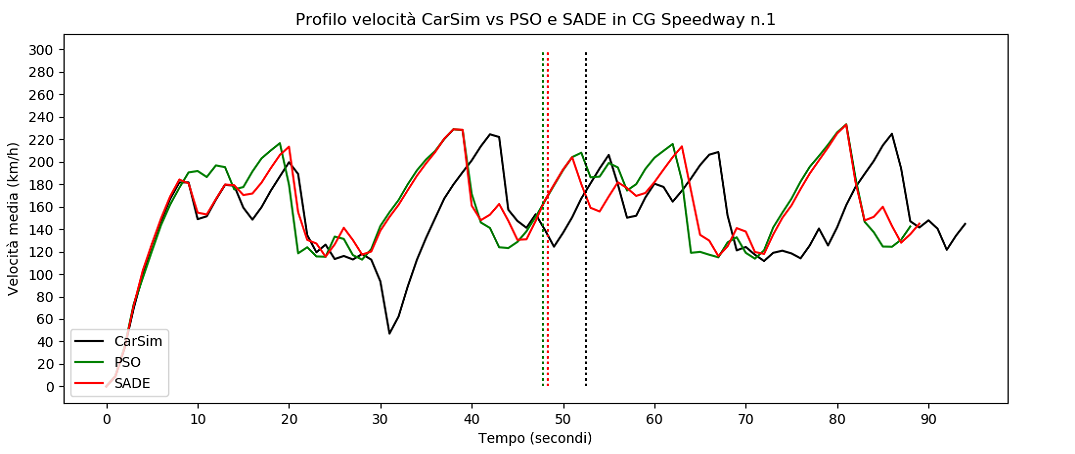 Profilo velocità CarSim vs PSO e SADE in CG Speedway n.1
Velocità media (km/h)
300
280
260
240
220
200
180
160
140
120
100
80
60
40
20
0
CarSim
PSO
SADE
0 10 20 30 40 50 60 70 80 90
Tempo (secondi)